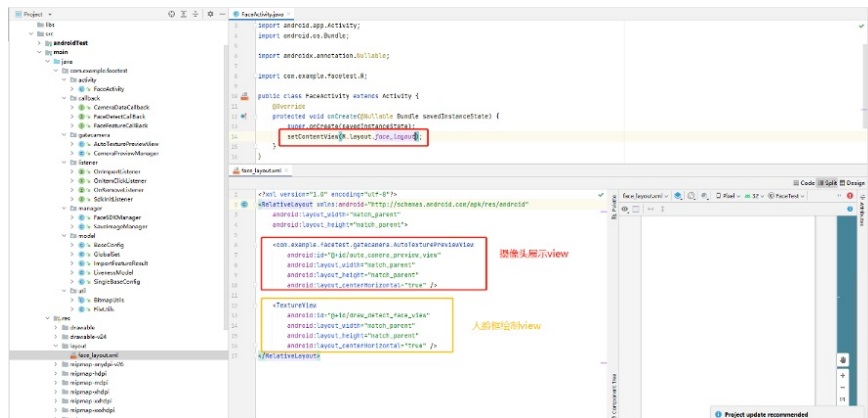 Project
FaceActivity.java
libs
src
androidTest
main
java
com.example.facetest
activity
FaceActivity
callback
CameraDataCallback
FaceDetectCallBack
FaceFeatureCallBack
gatecamera
AutoTexturePreviewView
CameraPreviewManager
listener
OnImportListener
OnItemClickListener
OnRemoveListener
SdkInitListener
manager
FaceSDKManager
SaveImageManager
model
BaseConfig
GlobalSet
ImportFeatureResult
LivenessModel
SingleBaseConfig
util
BitmapUtils
FileUtils
res
drawable
drawable-v24
layout
face_layout.xml
mipmap-anydpi-v26
mipmap-hdpi
mipmap-mdpi
mipmap-xhdpi
mipmap-xxhdpi
mipmap-xxxhdpi
import android.app.Activity;
import android.os.Bundle;
import androidx.annotation.Nullable;
import com.example.facetest.R;
public class FaceActivity extends Activity {
@Override
protected void onCreate(@Nullable Bundle savedInstanceState) {
super.onCreate(savedInstanceState);
setContentView(R.layout.face_layout);
}
}
face_layout.xml
Code Split Design
<?xml version="1.0" encoding="utf-8"?>
<RelativeLayout xmlns:android="http://schemas.android.com/apk/res/android"
android:layout_width="match_parent"
android:layout_height="match_parent">
<com.example.facetest.gatecamera.AutoTexturePreviewView
android:id="@+id/auto_camera_preview_view"
android:layout_width="match_parent"
android:layout_height="match_parent"
android:layout_centerHorizontal="true" />
摄像头展示view
<TextureView
android:id="@+id/draw_detect_face_view"
android:layout_width="match_parent"
android:layout_height="match_parent"
android:layout_centerHorizontal="true" />
人脸框绘制view
</RelativeLayout>
face_layout.xml
Pixel
32
FaceTest
Palette
Attributes
Component Tree
Project update recommended